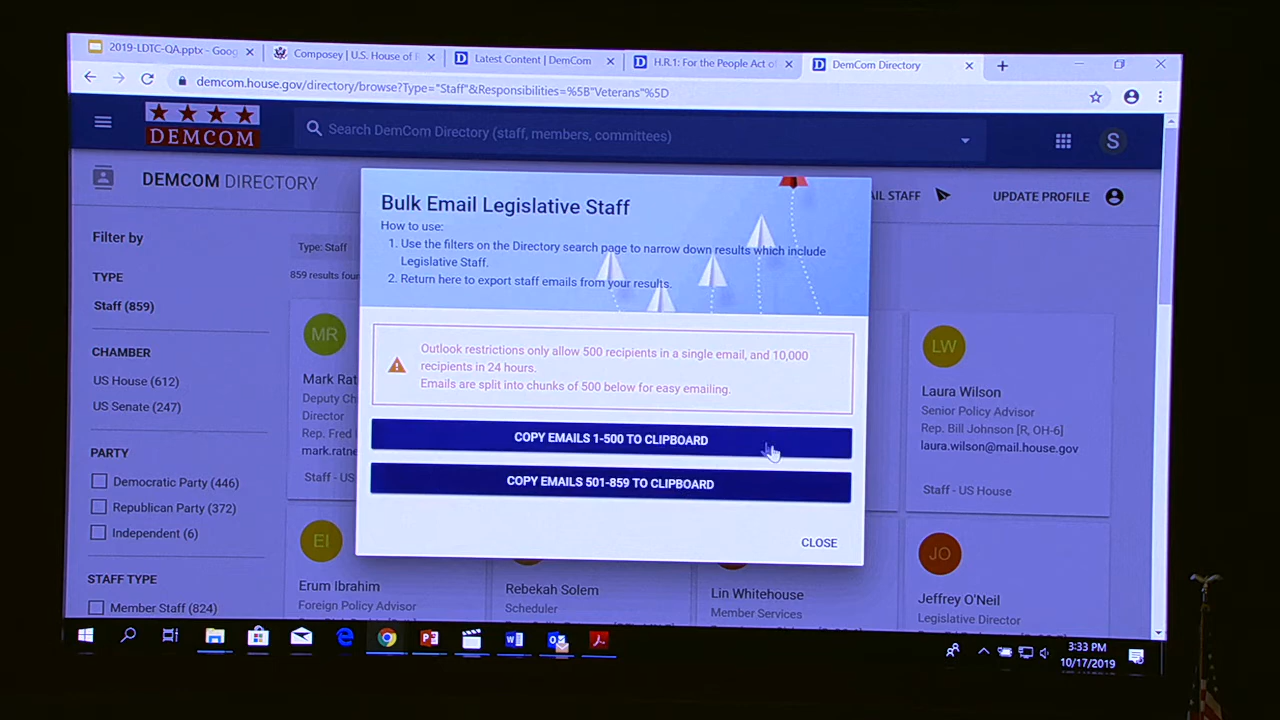 2019-LDTC-QA.pptx - Goog
Composey | U.S. House of
Latest Content | DemCom
H.R.1: For the People Act of
DemCom Directory
demcom.house.gov/directory/browse?Type="Staff"&Responsibilities=%5B"Veterans"%5D
DEMCOM
Search DemCom Directory (staff, members, committees)
S
DEMCOM DIRECTORY
AIL STAFF
UPDATE PROFILE
Filter by
Type: Staff
859 results foun
TYPE
Staff (859)
CHAMBER
US House (612)
US Senate (247)
PARTY
Democratic Party (446)
Republican Party (372)
Independent (6)
STAFF TYPE
Member Staff (824)
Bulk Email Legislative Staff
How to use:
1. Use the filters on the Directory search page to narrow down results which include
Legislative Staff.
2. Return here to export staff emails from your results.
Outlook restrictions only allow 500 recipients in a single email, and 10,000
recipients in 24 hours.
Emails are split into chunks of 500 below for easy emailing.
COPY EMAILS 1-500 TO CLIPBOARD
COPY EMAILS 501-859 TO CLIPBOARD
CLOSE
MR
Mark Rat
Deputy Ch
Director
Rep. Fred
mark.ratne
Staff - US
LW
Laura Wilson
Senior Policy Advisor
Rep. Bill Johnson [R, OH-6]
laura.wilson@mail.house.gov
Staff - US House
EI
Erum Ibrahim
Foreign Policy Advisor
Rebekah Solem
Scheduler
Lin Whitehouse
Member Services
JO
Jeffrey O'Neil
Legislative Director
3:33 PM
10/17/2019